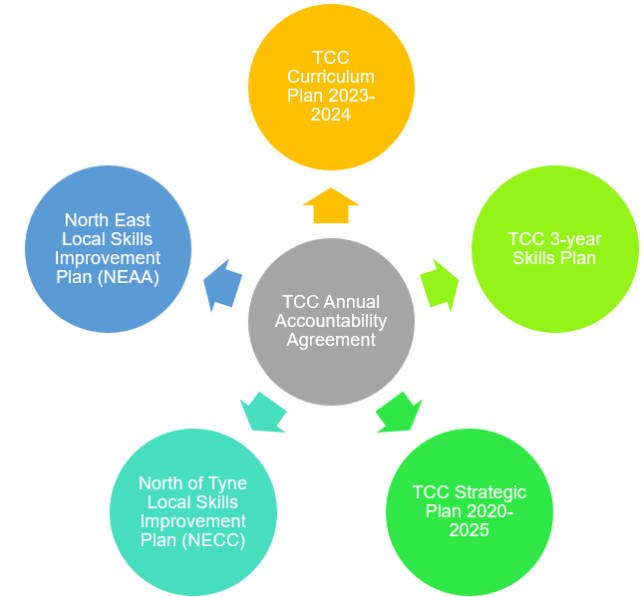 TCC
Curriculum
Plan 2023-
2024
North East
Local Skills
Improvement
Plan (NEAA)
TCC 3-year
Skills Plan
TCC Annual
Accountability
Agreement
North of Tyne
Local Skills
Improvement
Plan (NECC)
TCC Strategic
Plan 2020-
2025